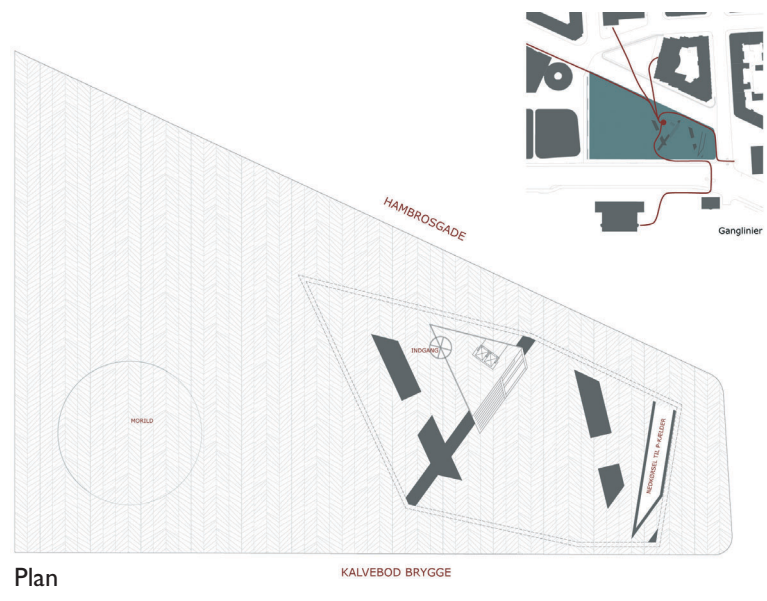 Ganglinier
HAMBROSGADE
INDGANG
MORILD
NEDKØRSEL TIL P-KÆLDER
KALVEBOD BRYGGE
Plan